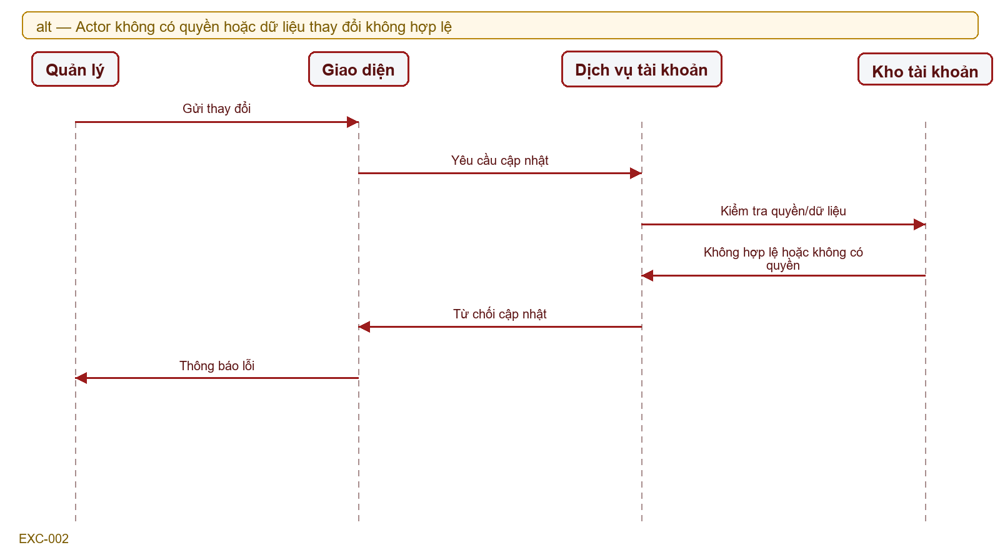 alt — Actor không có quyền hoặc dữ liệu thay đổi không hợp lệ
Quản lý
Giao diện
Dịch vụ tài khoản
Kho tài khoản
Gửi thay đổi
Yêu cầu cập nhật
Kiểm tra quyền/dữ liệu
Không hợp lệ hoặc không có
quyền
Từ chối cập nhật
Thông báo lỗi
EXC-002